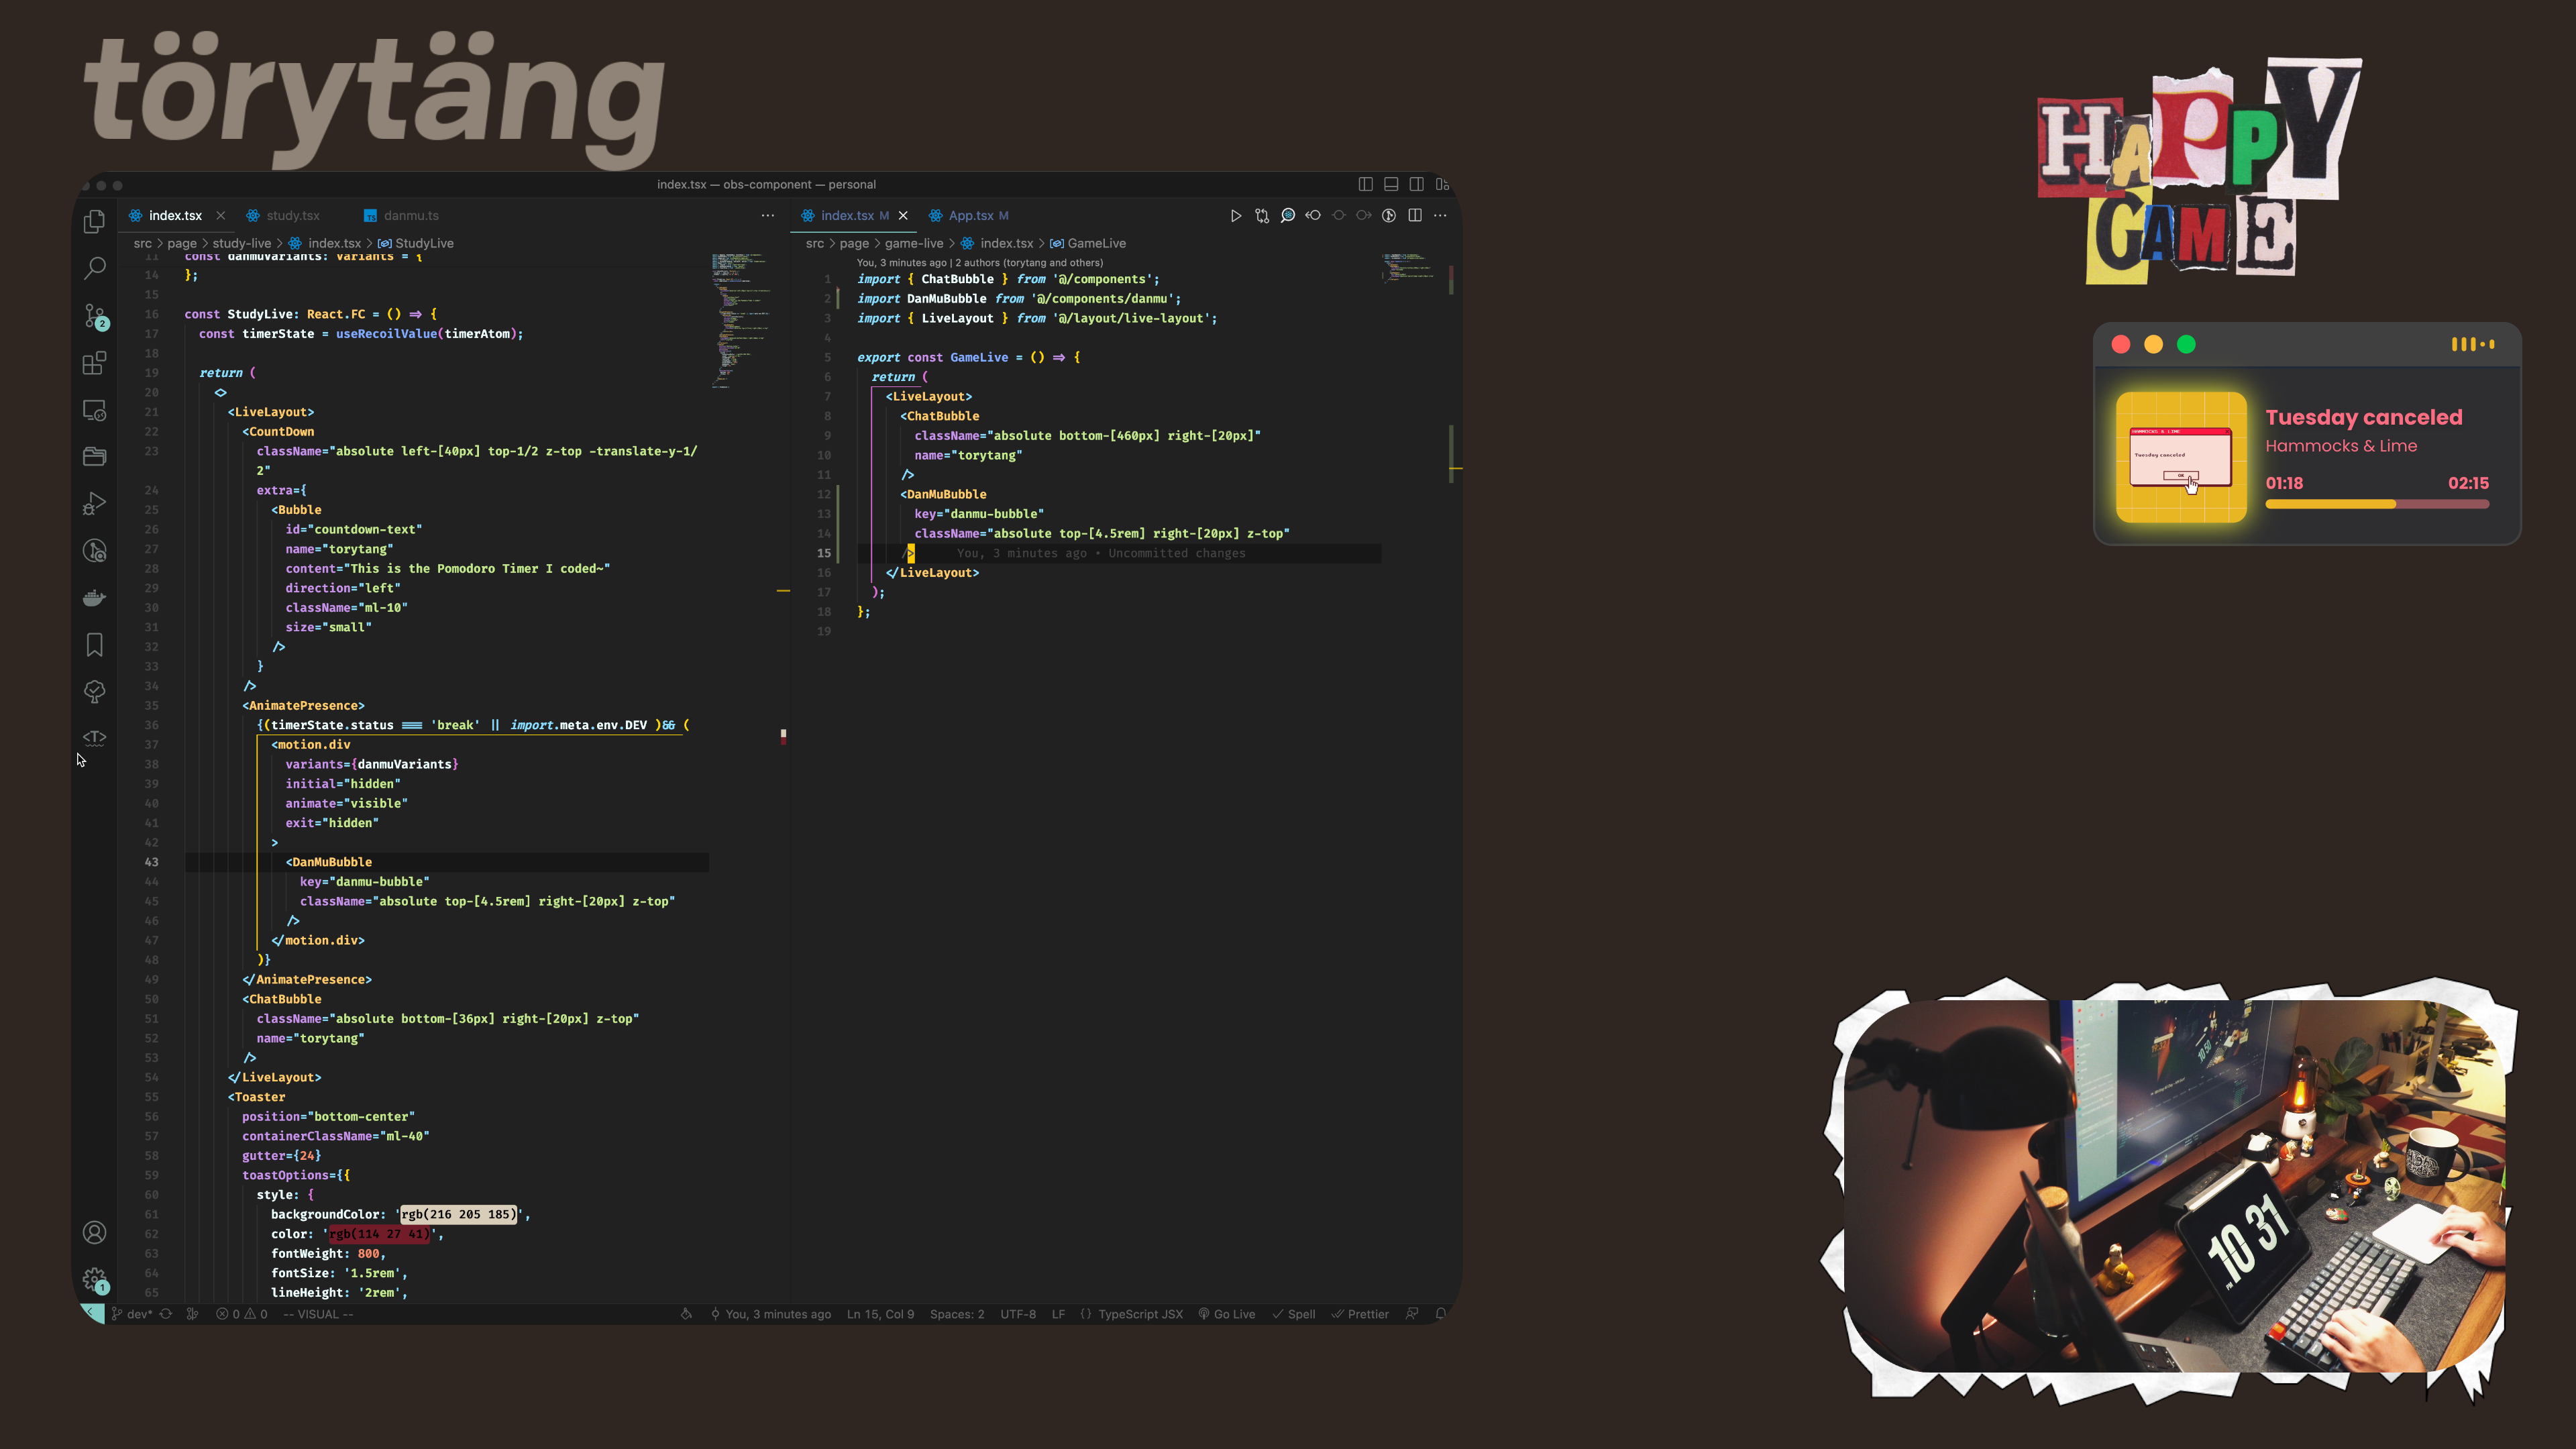 törytäng
HAPPY
GAME
index.tsx — obs-component — personal
index.tsx
study.tsx
danmu.ts
src > page > study-live > index.tsx > StudyLive
11 const danmuVariants: Variants = {
14 };
15
16 const StudyLive: React.FC = () => {
17 const timerState = useRecoilValue(timerAtom);
18
19 return (
20 <>
21 <LiveLayout>
22 <CountDown
23 className="absolute left-[40px] top-1/2 z-top -translate-y-1/
2"
24 extra={
25 <Bubble
26 id="countdown-text"
27 name="torytang"
28 content="This is the Pomodoro Timer I coded~"
29 direction="left"
30 className="ml-10"
31 size="small"
32 />
33 }
34 />
35 <AnimatePresence>
36 {(timerState.status === 'break' || import.meta.env.DEV )&& (
37 <motion.div
38 variants={danmuVariants}
39 initial="hidden"
40 animate="visible"
41 exit="hidden"
42 >
43 <DanMuBubble
44 key="danmu-bubble"
45 className="absolute top-[4.5rem] right-[20px] z-top"
46 />
47 </motion.div>
48 )}
49 </AnimatePresence>
50 <ChatBubble
51 className="absolute bottom-[36px] right-[20px] z-top"
52 name="torytang"
53 />
54 </LiveLayout>
55 <Toaster
56 position="bottom-center"
57 containerClassName="ml-40"
58 gutter={24}
59 toastOptions={{
60 style: {
61 backgroundColor: 'rgb(216 205 185)',
62 color: 'rgb(114 27 41)',
63 fontWeight: 800,
64 fontSize: '1.5rem',
65 lineHeight: '2rem',
index.tsx M
App.tsx M
src > page > game-live > index.tsx > GameLive
You, 3 minutes ago | 2 authors (torytang and others)
1 import { ChatBubble } from '@/components';
2 import DanMuBubble from '@/components/danmu';
3 import { LiveLayout } from '@/layout/live-layout';
4
5 export const GameLive = () => {
6 return (
7 <LiveLayout>
8 <ChatBubble
9 className="absolute bottom-[460px] right-[20px]"
10 name="torytang"
11 />
12 <DanMuBubble
13 key="danmu-bubble"
14 className="absolute top-[4.5rem] right-[20px] z-top"
15 /> You, 3 minutes ago • Uncommitted changes
16 </LiveLayout>
17 );
18 };
19
2
1
dev* 0 0 -- VISUAL -- You, 3 minutes ago Ln 15, Col 9 Spaces: 2 UTF-8 LF {} TypeScript JSX Go Live Spell Prettier
HAMMOCKS & LIME
Tuesday canceled
OK
Tuesday canceled
Hammocks & Lime
01:18 02:15
10 31